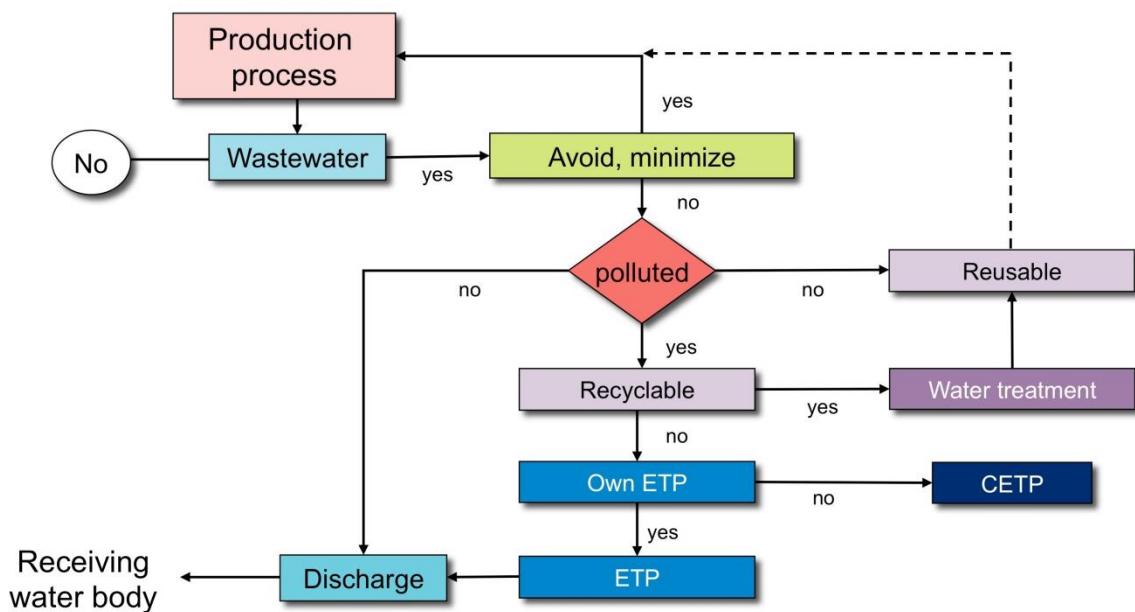 Production
process
yes
No
Wastewater
yes
Avoid, minimize
no
polluted
no
no
Reusable
yes
Recyclable
yes
Water treatment
no
Own ETP
no
CETP
yes
Receiving
water body
Discharge
ETP